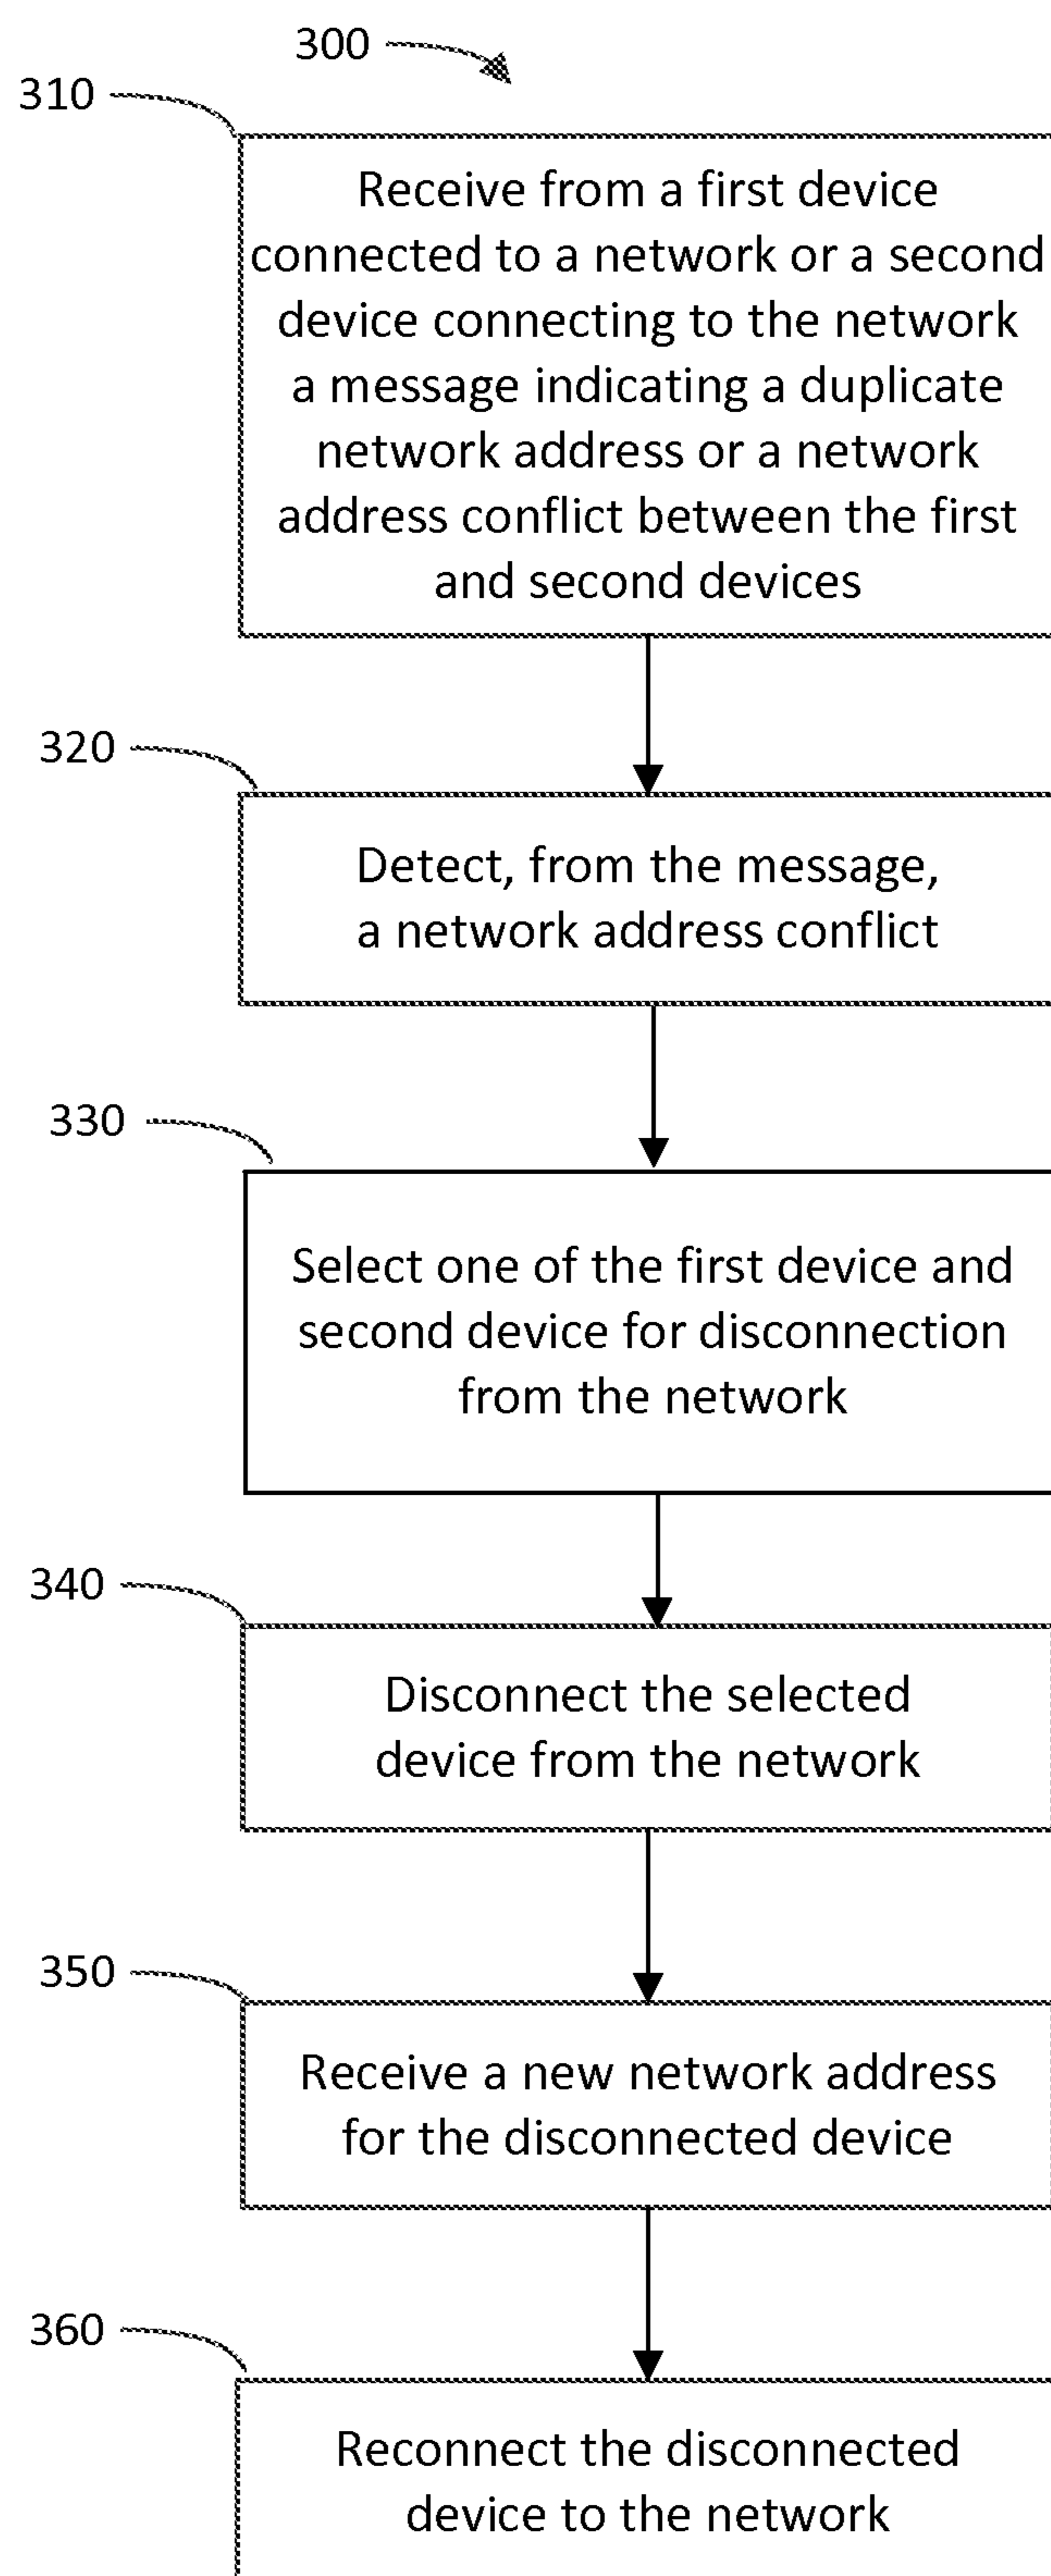 300
310
Receive from a first device
connected to a network or a second
device connecting to the network
a message indicating a duplicate
network address or a network
address conflict between the first
and second devices
320
Detect, from the message,
a network address conflict
330
Select one of the first device and
second device for disconnection
from the network
340
Disconnect the selected
device from the network
350
Receive a new network address
for the disconnected device
360
Reconnect the disconnected
device to the network